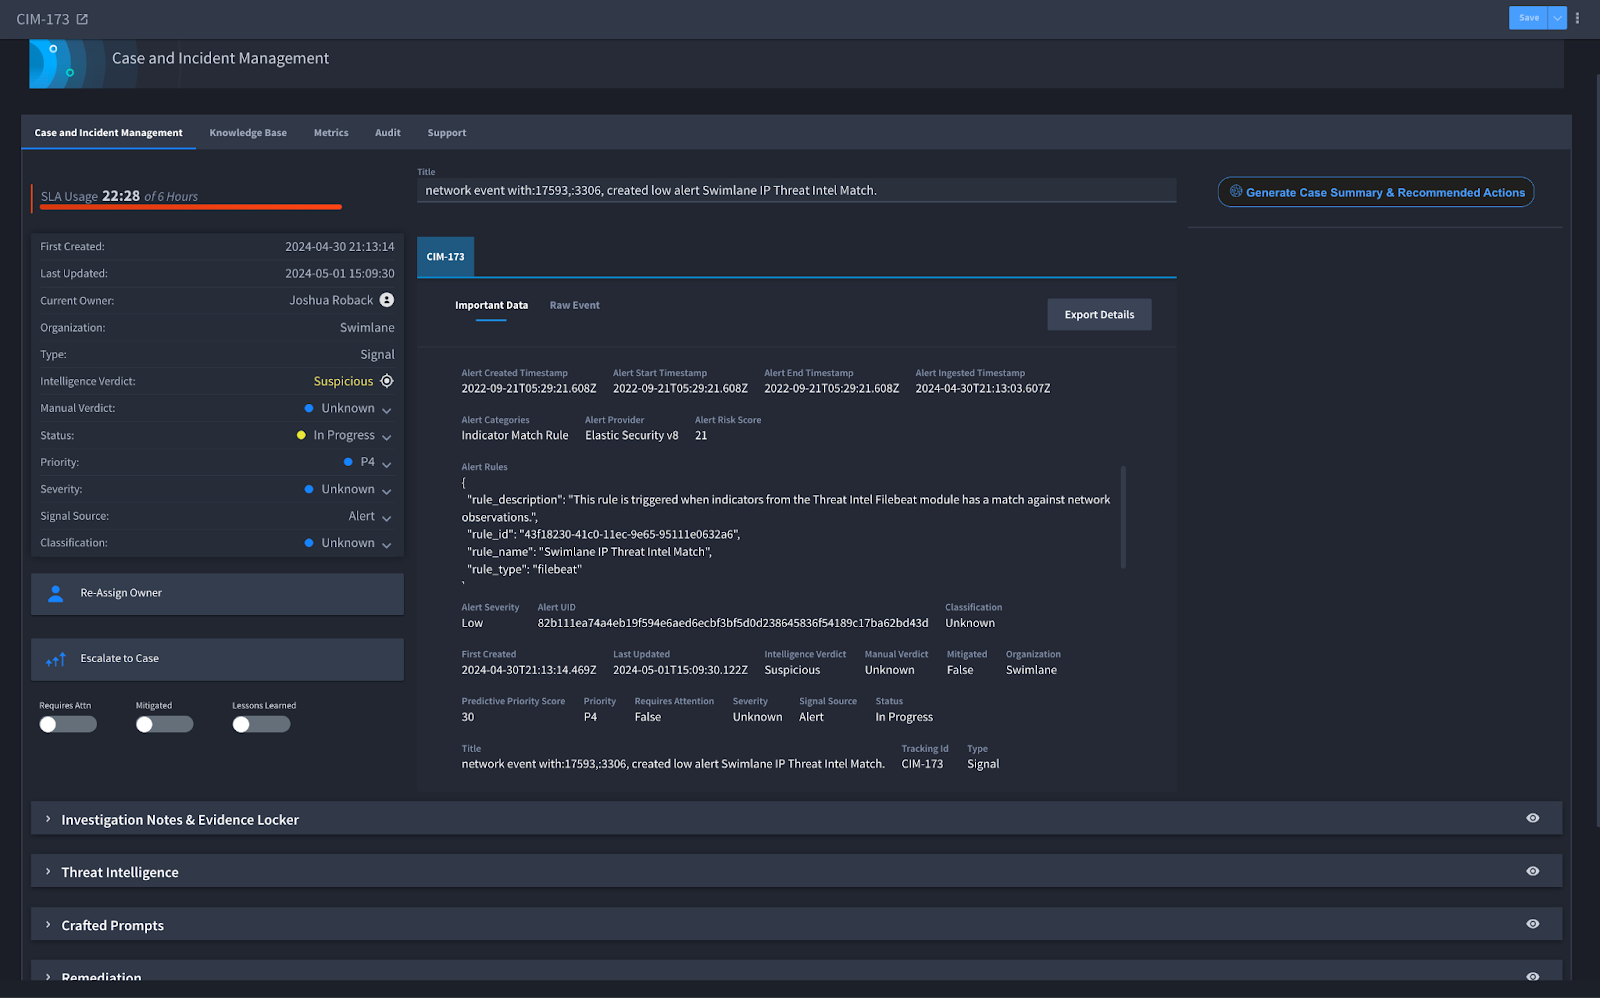 CIM-173
Save
Case and Incident Management
Case and Incident Management Knowledge Base Metrics Audit Support
SLA Usage 22:28 of 6 Hours
Title
network event with:17593,:3306, created low alert Swimlane IP Threat Intel Match.
Generate Case Summary & Recommended Actions
First Created: 2024-04-30 21:13:14
Last Updated: 2024-05-01 15:09:30
Current Owner: Joshua Roback
Organization: Swimlane
Type: Signal
Intelligence Verdict: Suspicious
Manual Verdict: Unknown
Status: In Progress
Priority: P4
Severity: Unknown
Signal Source: Alert
Classification: Unknown
Re-Assign Owner
Escalate to Case
Requires Attn Mitigated Lessons Learned
CIM-173
Important Data Raw Event
Export Details
Alert Created Timestamp Alert Start Timestamp Alert End Timestamp Alert Ingested Timestamp
2022-09-21T05:29:21.608Z 2022-09-21T05:29:21.608Z 2022-09-21T05:29:21.608Z 2024-04-30T21:13:03.607Z
Alert Categories Alert Provider Alert Risk Score
Indicator Match Rule Elastic Security v8 21
Alert Rules
{
"rule_description": "This rule is triggered when indicators from the Threat Intel Filebeat module has a match against network
observations.",
"rule_id": "43f18230-41c0-11ec-9e65-95111e0632a6",
"rule_name": "Swimlane IP Threat Intel Match",
"rule_type": "filebeat"
Alert Severity Alert UID Classification
Low 82b111ea74a4eb19f594e6aed6ecbf3bf5d0d238645836f54189c17ba62bd43d Unknown
First Created Last Updated Intelligence Verdict Manual Verdict Mitigated Organization
2024-04-30T21:13:14.469Z 2024-05-01T15:09:30.122Z Suspicious Unknown False Swimlane
Predictive Priority Score Priority Requires Attention Severity Signal Source Status
30 P4 False Unknown Alert In Progress
Title Tracking Id Type
network event with:17593,:3306, created low alert Swimlane IP Threat Intel Match. CIM-173 Signal
Investigation Notes & Evidence Locker
Threat Intelligence
Crafted Prompts
Remediation